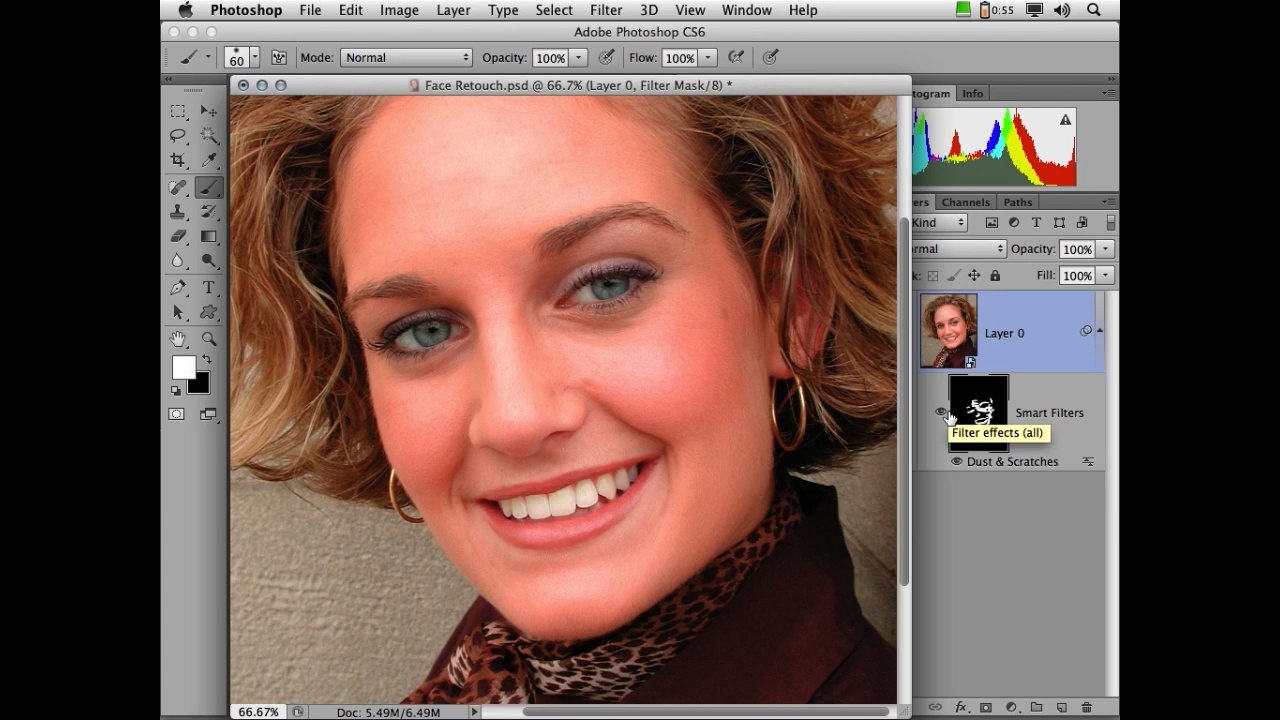 Photoshop File Edit Image Layer Type Select Filter 3D View Window Help 0:55
Adobe Photoshop CS6
60 Mode: Normal Opacity: 100% Flow: 100%
Face Retouch.psd @ 66.7% (Layer 0, Filter Mask/8) *
togram Info
ers Channels Paths
Kind
rmal Opacity: 100%
k: Fill: 100%
Layer 0
Smart Filters
Filter effects (all)
Dust & Scratches
66.67% Doc: 5.49M/6.49M
fx